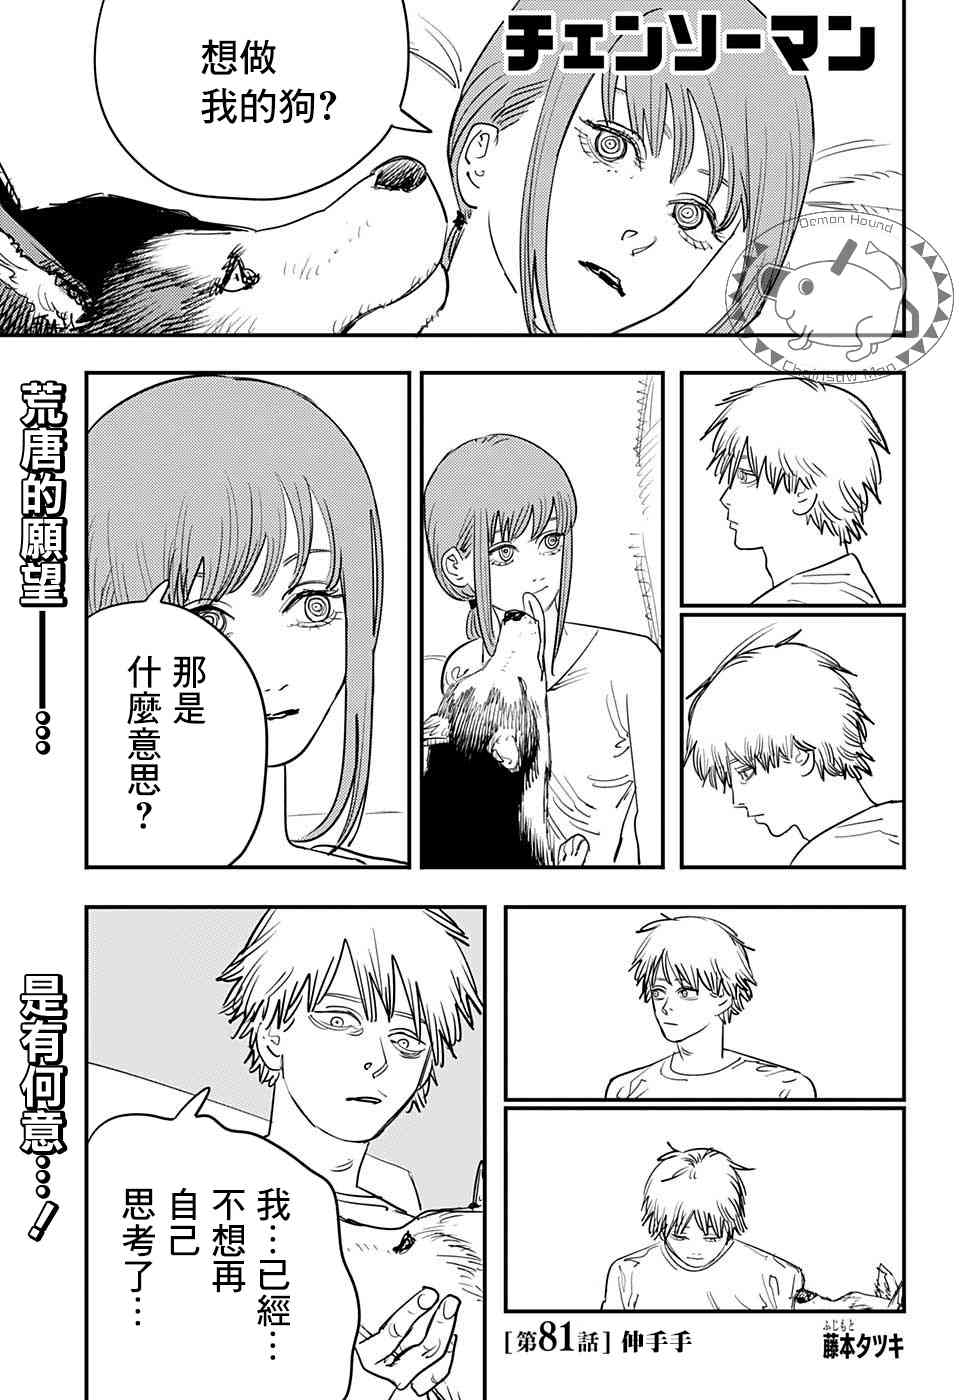 チェンソーマン
想做
我的狗?
Demon Hound
Chainsaw Man
荒唐的願望——…
那是
什麼意思?
是有何意…!
我…已經…
不想再
自己
思考了…
[第81話] 伸手手
ふじもと
藤本タツキ